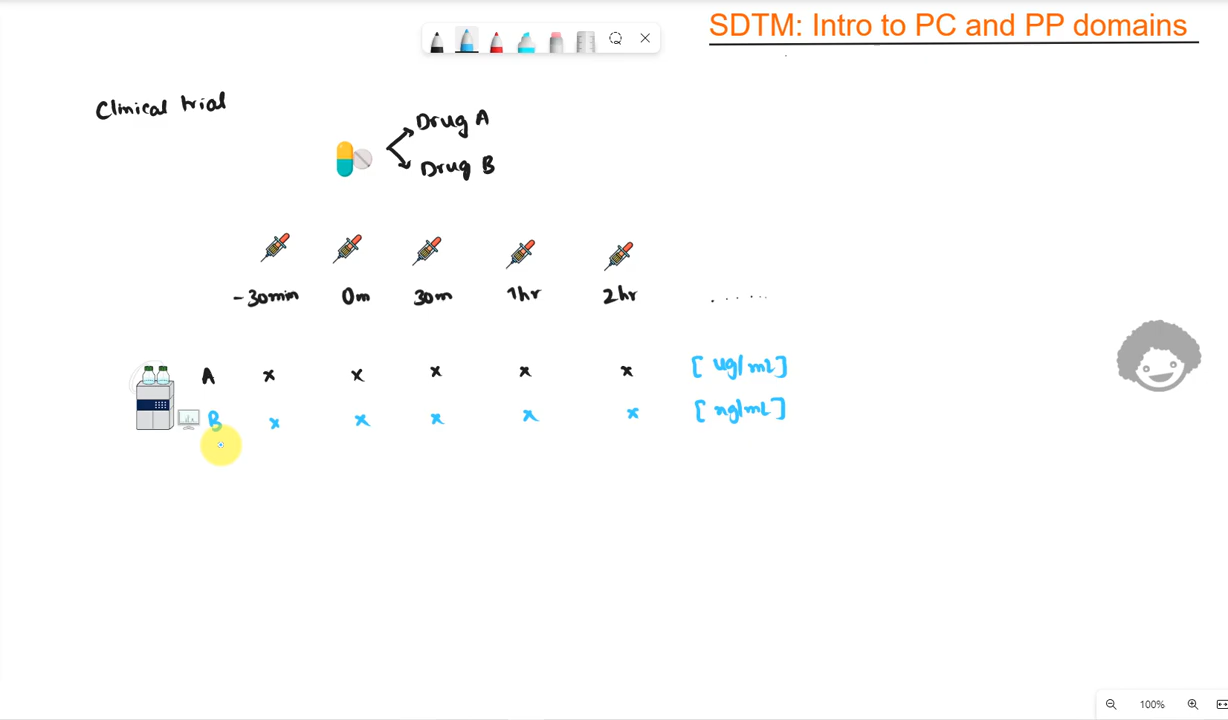 SDTM: Intro to PC and PP domains
Clinical trial
Drug A
Drug B
-30min 0m 30m 1hr 2hr ......
A x x x x x [ug/mL]
B x x x x x [ng/mL]
100%